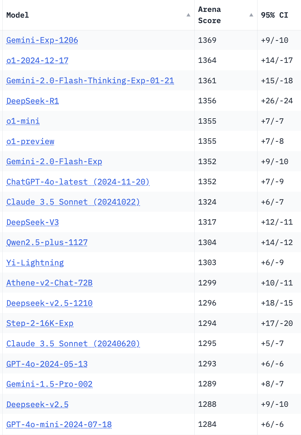 Model Arena Score 95% CI
Gemini-Exp-1206 1369 +9/-10
o1-2024-12-17 1364 +14/-17
Gemini-2.0-Flash-Thinking-Exp-01-21 1361 +15/-18
DeepSeek-R1 1356 +26/-24
o1-mini 1355 +7/-7
o1-preview 1355 +7/-8
Gemini-2.0-Flash-Exp 1352 +9/-10
ChatGPT-4o-latest (2024-11-20) 1352 +7/-9
Claude 3.5 Sonnet (20241022) 1324 +6/-7
DeepSeek-V3 1317 +12/-11
Qwen2.5-plus-1127 1304 +14/-12
Yi-Lightning 1303 +6/-9
Athene-v2-Chat-72B 1299 +10/-11
Deepseek-v2.5-1210 1296 +18/-15
Step-2-16K-Exp 1294 +17/-20
Claude 3.5 Sonnet (20240620) 1295 +5/-7
GPT-4o-2024-05-13 1293 +6/-6
Gemini-1.5-Pro-002 1289 +8/-7
Deepseek-v2.5 1288 +9/-10
GPT-4o-mini-2024-07-18 1284 +6/-6